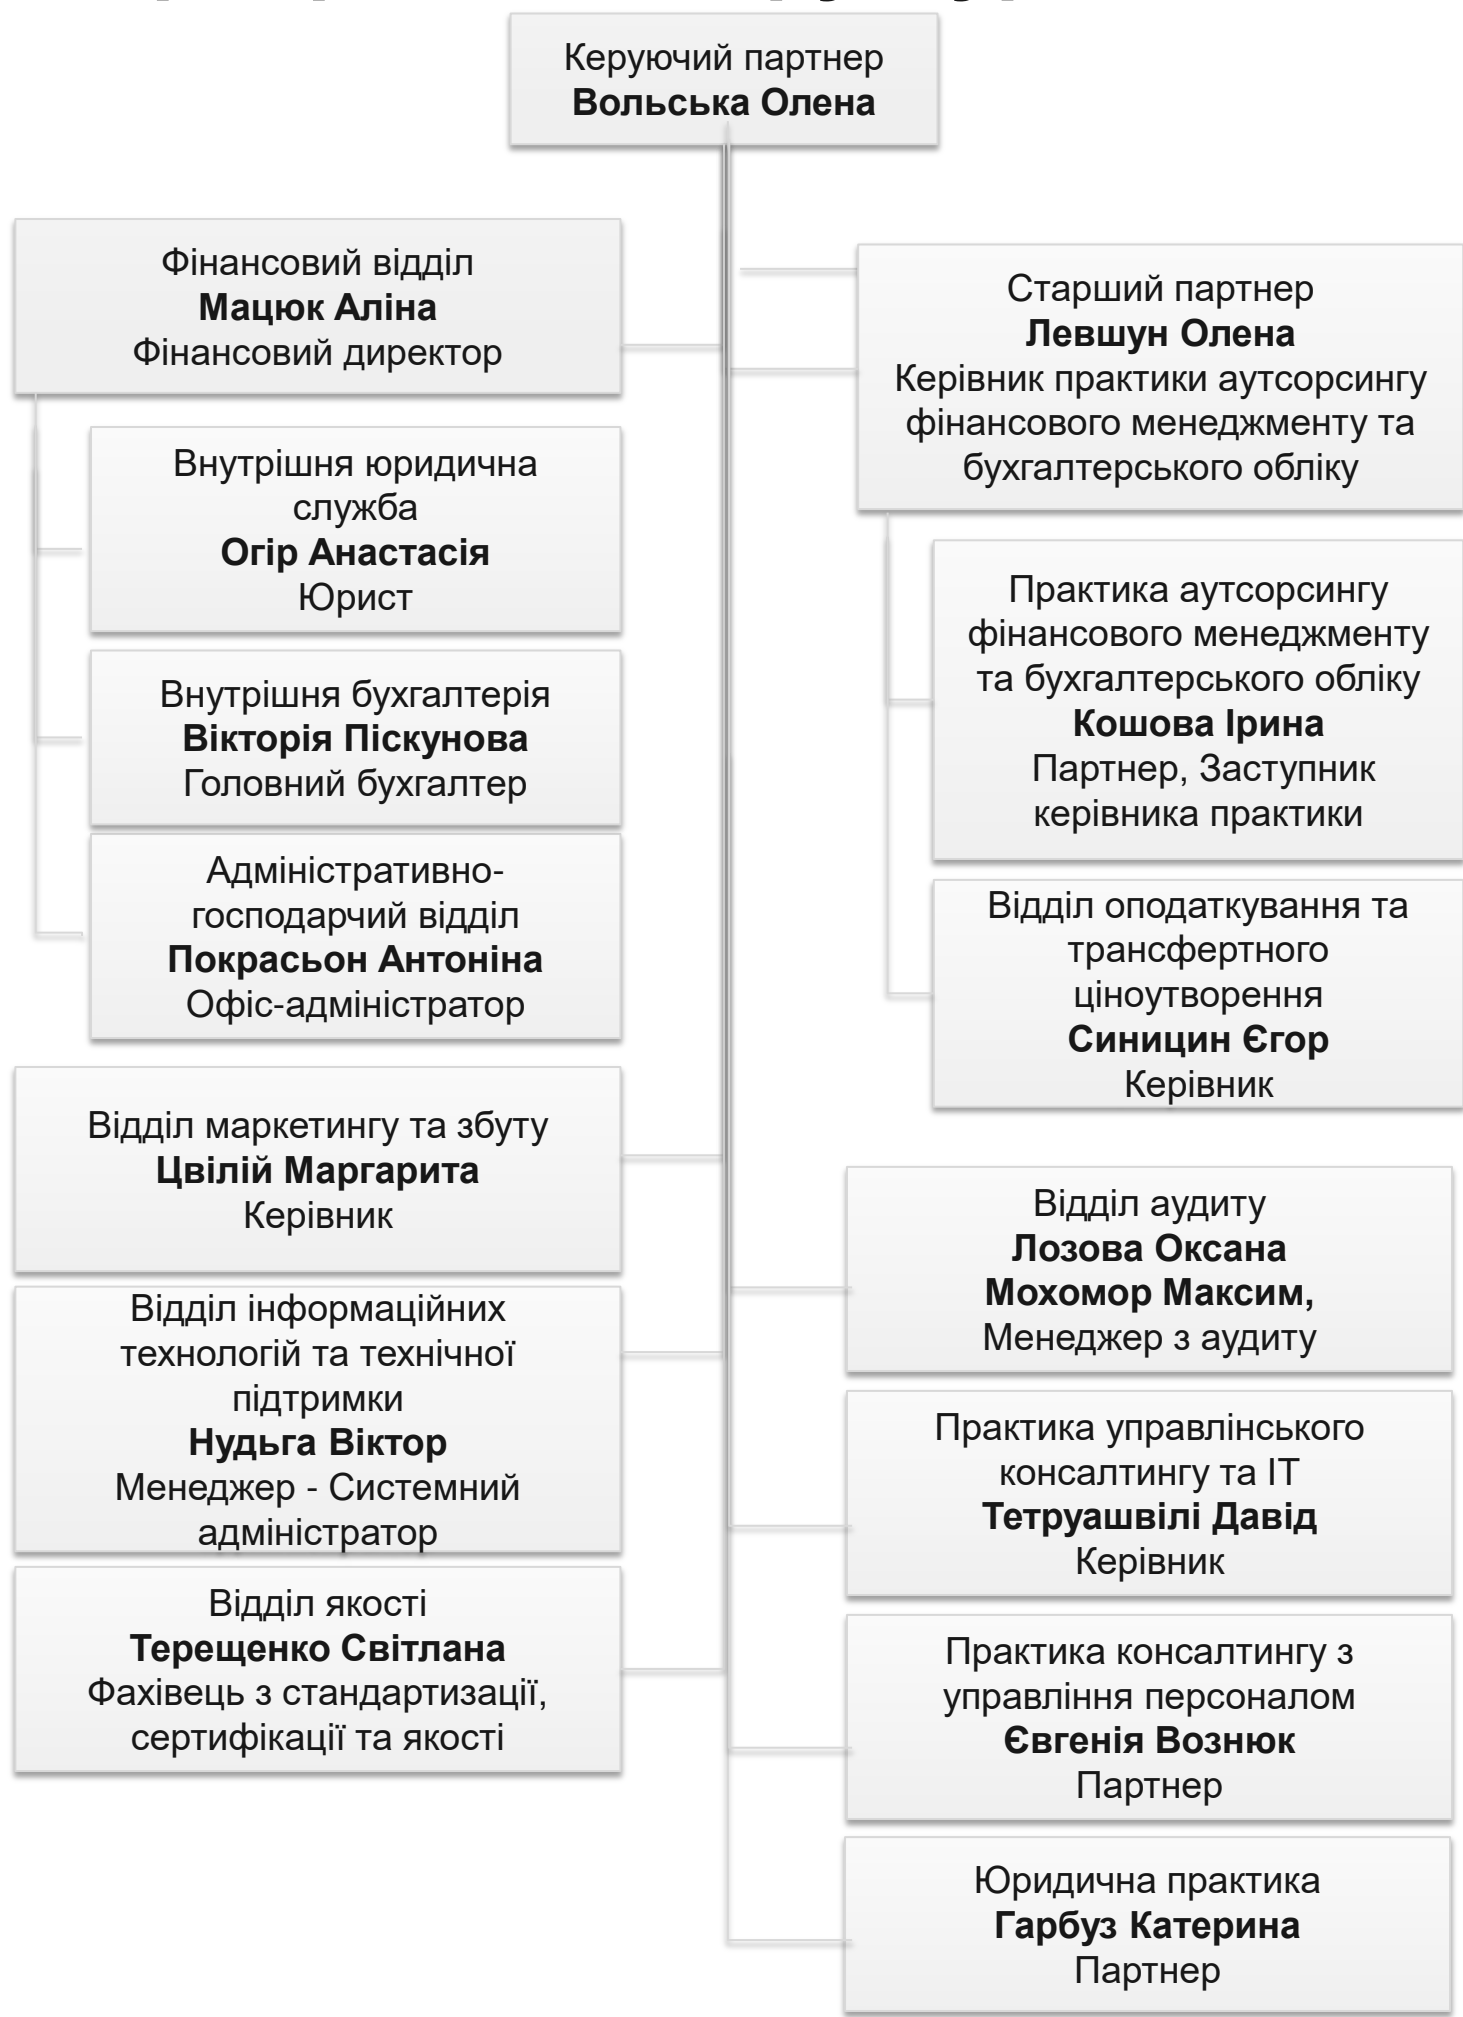 Керуючий партнер
Вольська Олена
Фінансовий відділ
Мацюк Аліна
Фінансовий директор
Внутрішня юридична
служба
Огір Анастасія
Юрист
Внутрішня бухгалтерія
Вікторія Піскунова
Головний бухгалтер
Адміністративно-
господарчий відділ
Покрасьон Антоніна
Офіс-адміністратор
Відділ маркетингу та збуту
Цвілій Маргарита
Керівник
Відділ інформаційних
технологій та технічної
підтримки
Нудьга Віктор
Менеджер - Системний
адміністратор
Відділ якості
Терещенко Світлана
Фахівець з стандартизації,
сертифікації та якості
Старший партнер
Левшун Олена
Керівник практики аутсорсингу
фінансового менеджменту та
бухгалтерського обліку
Практика аутсорсингу
фінансового менеджменту
та бухгалтерського обліку
Кошова Ірина
Партнер, Заступник
керівника практики
Відділ оподаткування та
трансфертного
ціноутворення
Синицин Єгор
Керівник
Відділ аудиту
Лозова Оксана
Мохомор Максим,
Менеджер з аудиту
Практика управлінського
консалтингу та ІТ
Тетруашвілі Давід
Керівник
Практика консалтингу з
управління персоналом
Євгенія Вознюк
Партнер
Юридична практика
Гарбуз Катерина
Партнер